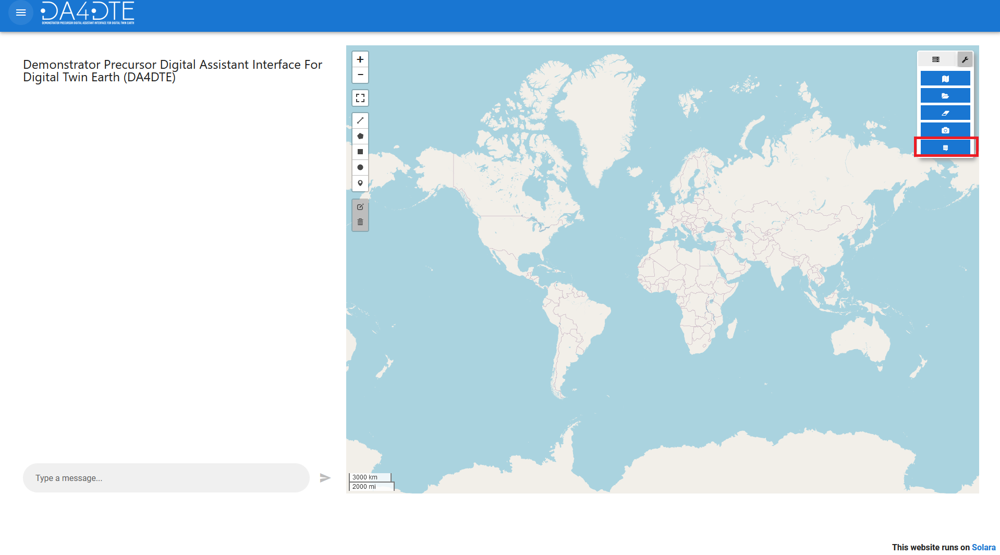 DA4DTE
DEMONSTRATOR PRECURSOR DIGITAL ASSISTANT INTERFACE FOR DIGITAL TWIN EARTH
Demonstrator Precursor Digital Assistant Interface For
Digital Twin Earth (DA4DTE)
+
−
3000 km
2000 mi
Type a message...
This website runs on Solara